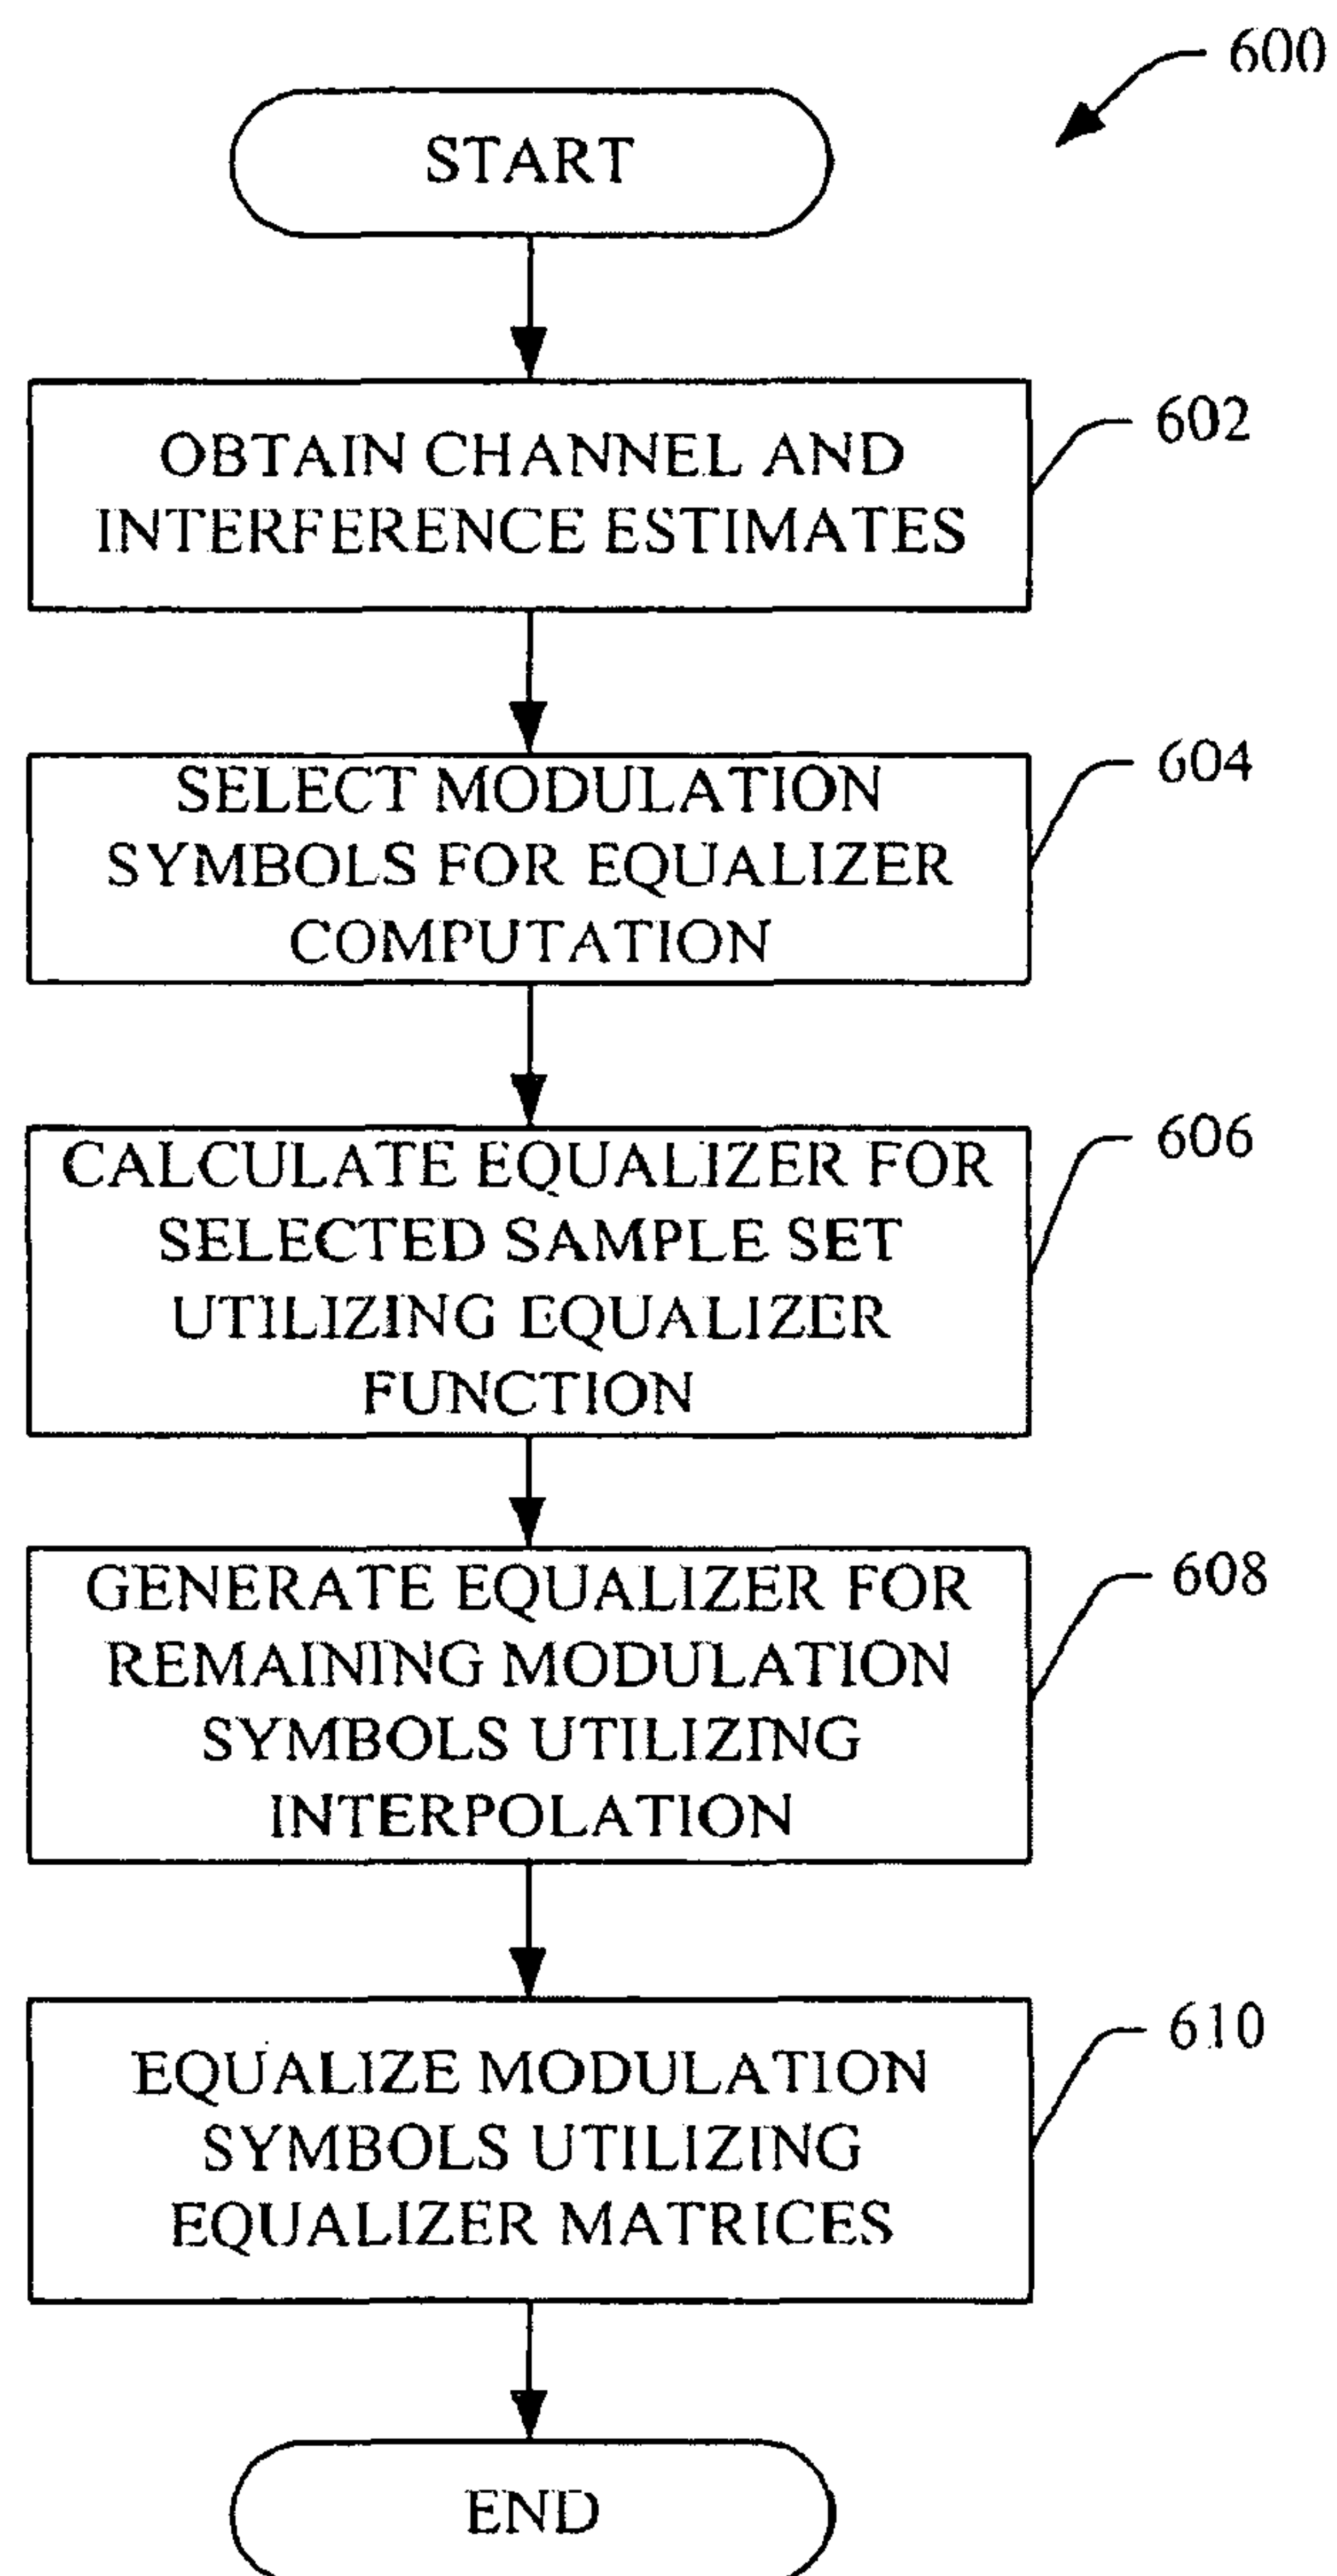 600
START
OBTAIN CHANNEL AND
INTERFERENCE ESTIMATES
602
SELECT MODULATION
SYMBOLS FOR EQUALIZER
COMPUTATION
604
CALCULATE EQUALIZER FOR
SELECTED SAMPLE SET
UTILIZING EQUALIZER
FUNCTION
606
GENERATE EQUALIZER FOR
REMAINING MODULATION
SYMBOLS UTILIZING
INTERPOLATION
608
EQUALIZE MODULATION
SYMBOLS UTILIZING
EQUALIZER MATRICES
610
END